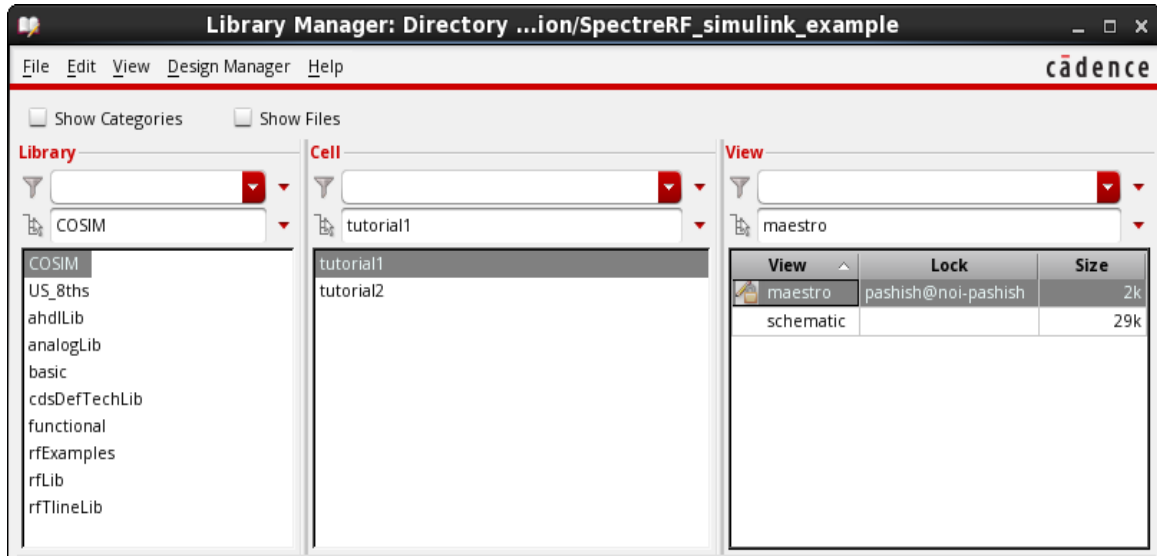 Library Manager: Directory ...ion/SpectreRF_simulink_example
File Edit View Design Manager Help
cādence
Show Categories Show Files
Library Cell View
COSIM tutorial1 maestro
COSIM tutorial1 View Lock Size
US_8ths tutorial2 maestro pashish@noi-pashish 2k
ahdlLib schematic 29k
analogLib
basic
cdsDefTechLib
functional
rfExamples
rfLib
rfTlineLib